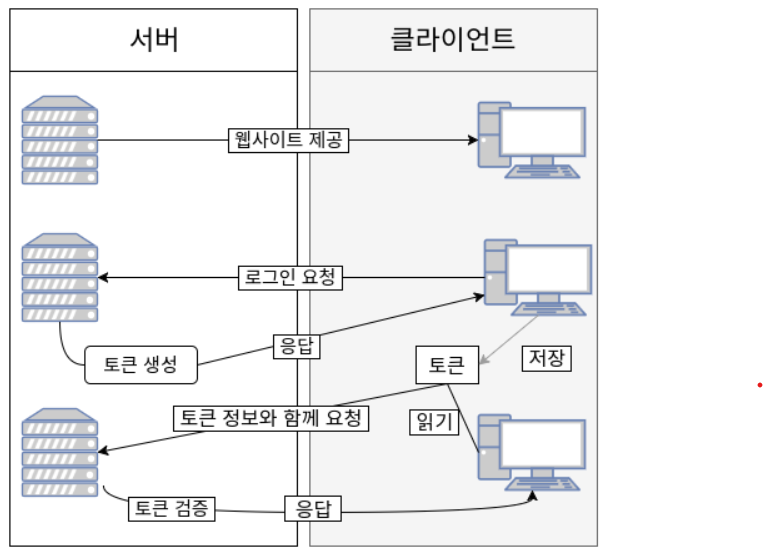 서버
클라이언트
웹사이트 제공
로그인 요청
토큰 생성
응답
토큰
저장
토큰 정보와 함께 요청
읽기
토큰 검증
응답